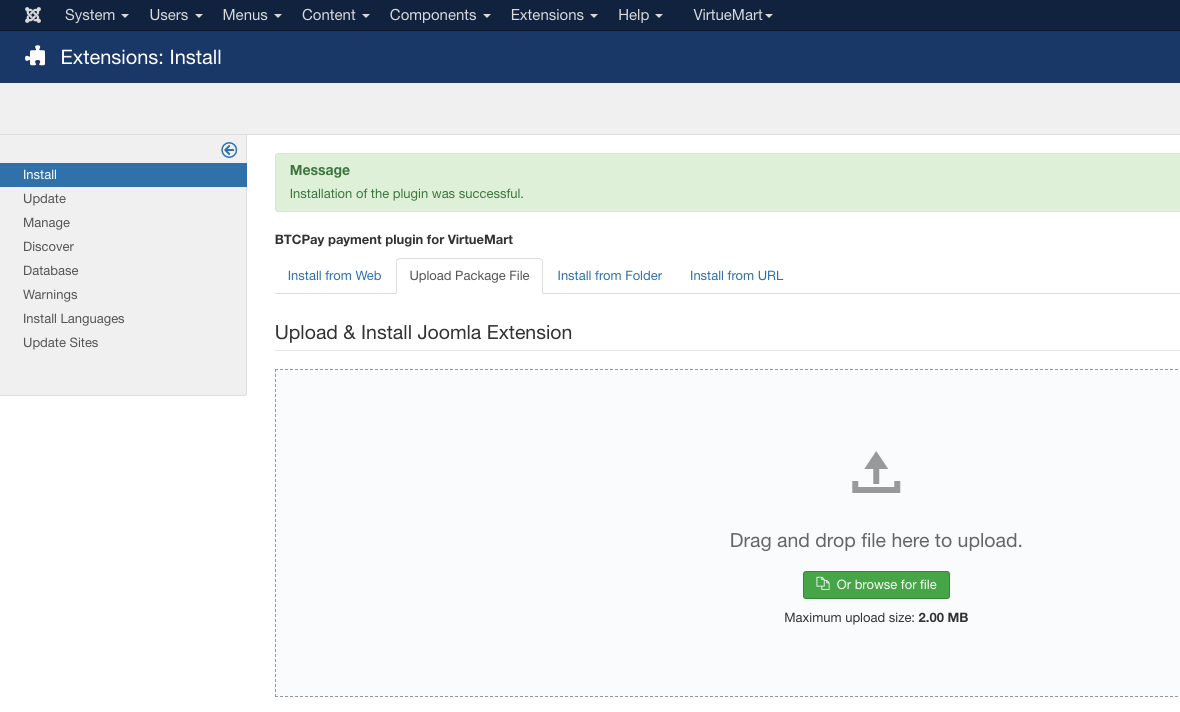 System Users Menus Content Components Extensions Help VirtueMart
Extensions: Install
Install
Update
Manage
Discover
Database
Warnings
Install Languages
Update Sites
Message
Installation of the plugin was successful.
BTCPay payment plugin for VirtueMart
Install from Web Upload Package File Install from Folder Install from URL
Upload & Install Joomla Extension
Drag and drop file here to upload.
Or browse for file
Maximum upload size: 2.00 MB